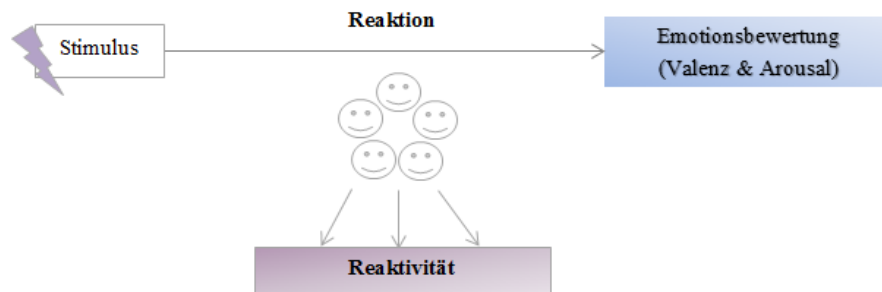 Reaktion
Stimulus
Emotionsbewertung
(Valenz & Arousal)
Reaktivität